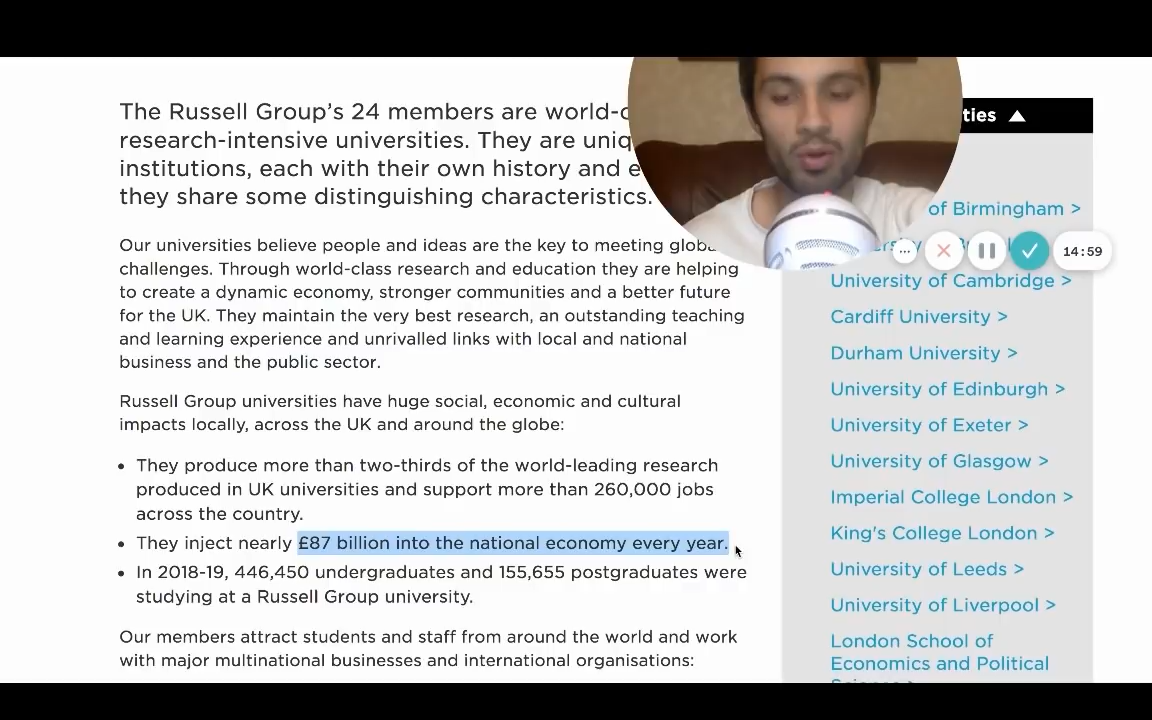 The Russell Group's 24 members are
research-intensive universities. They are
institutions, each with their own history and
they share some distinguishing characteristics.
Our universities believe people and ideas are the key to meeting
challenges. Through world-class research and education they are helping
to create a dynamic economy, stronger communities and a better future
for the UK. They maintain the very best research, an outstanding teaching
and learning experience and unrivalled links with local and national
business and the public sector.
Russell Group universities have huge social, economic and cultural
impacts locally, across the UK and around the globe:
• They produce more than two-thirds of the world-leading research
produced in UK universities and support more than 260,000 jobs
across the country.
• They inject nearly £87 billion into the national economy every year.
• In 2018-19, 446,450 undergraduates and 155,655 postgraduates were
studying at a Russell Group university.
Our members attract students and staff from around the world and work
with major multinational businesses and international organisations:
of Birmingham >
14:59
University of Cambridge >
Cardiff University >
Durham University >
University of Edinburgh >
University of Exeter >
University of Glasgow >
Imperial College London >
King's College London >
University of Leeds >
University of Liverpool >
London School of
Economics and Political